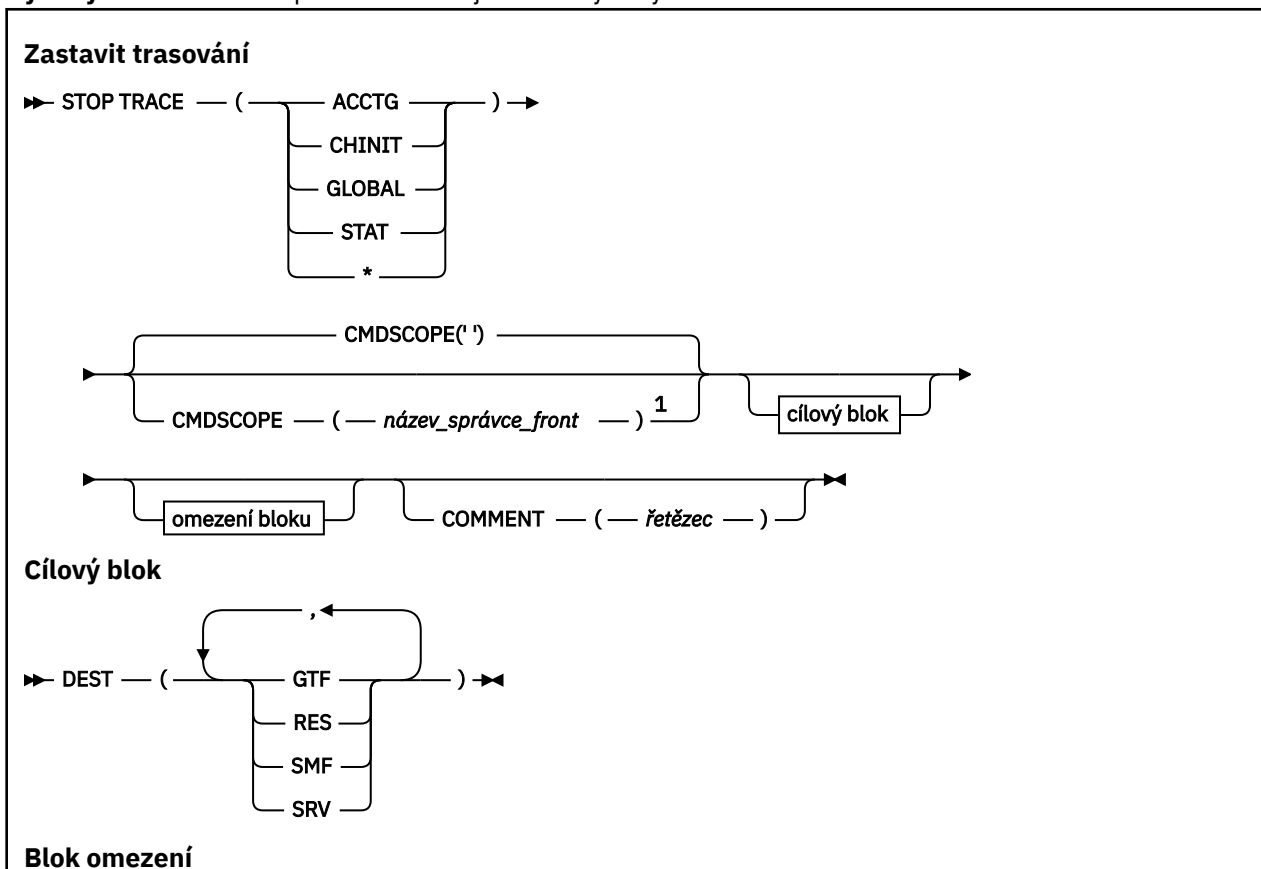 Zastavit trasování
STOP TRACE ( ACCTG )
CHINIT
GLOBAL
STAT
*
CMDSCOPE(' ')
CMDSCOPE ( název_správce_front ) 1
cílový blok
omezení bloku
COMMENT ( řetězec )
Cílový blok
,
DEST ( GTF )
RES
SMF
SRV
Blok omezení